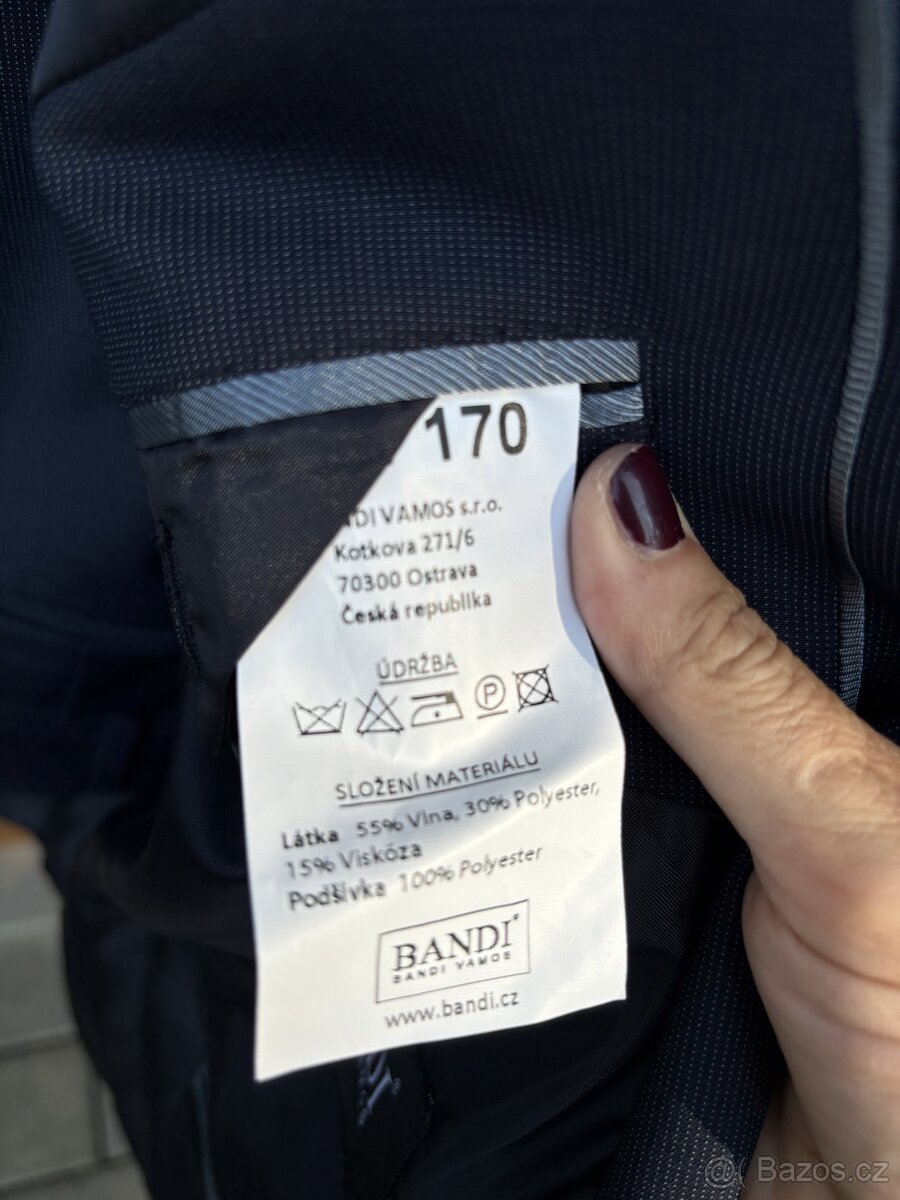 170
NDI VAMOS s.r.o.
Kotkova 271/6
70300 Ostrava
Česká republika
ÚDRŽBA
P
SLOŽENÍ MATERIÁLU
Látka 55% Vlna, 30% Polyester,
15% Viskóza
Podšívka 100% Polyester
BANDI®
BANDI VAMOS
www.bandi.cz
@ Bazos.cz